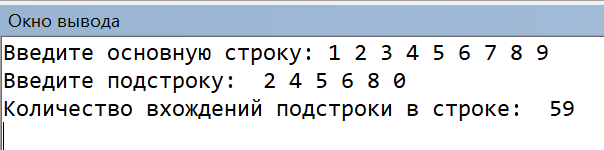 Окно вывода
Введите основную строку: 1 2 3 4 5 6 7 8 9
Введите подстроку:  2 4 5 6 8 0
Количество вхождений подстроки в строке:  59